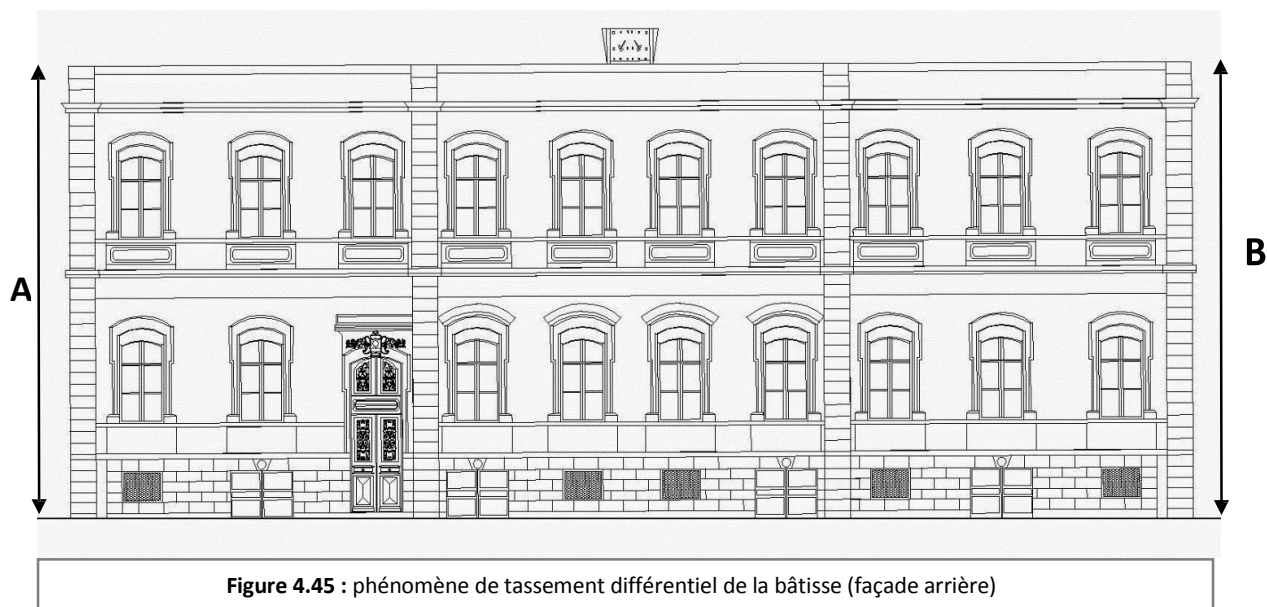 A
B
Figure 4.45 : phénomène de tassement différentiel de la bâtisse (façade arrière)